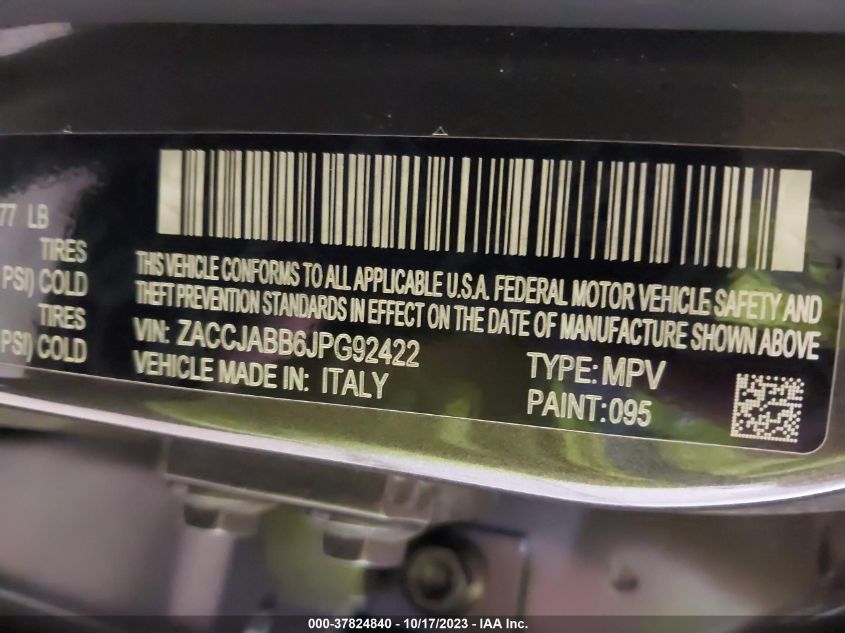 77 LB
TIRES
PSI) COLD
TIRES
PSI) COLD
THIS VEHICLE CONFORMS TO ALL APPLICABLE U.S.A. FEDERAL MOTOR VEHICLE SAFETY AND
THEFT PREVENTION STANDARDS IN EFFECT ON THE DATE OF MANUFACTURE SHOWN ABOVE
VIN: ZACCJABB6JPG92422
VEHICLE MADE IN: ITALY
TYPE: MPV
PAINT: 095
000-37824840 - 10/17/2023 - IAA Inc.